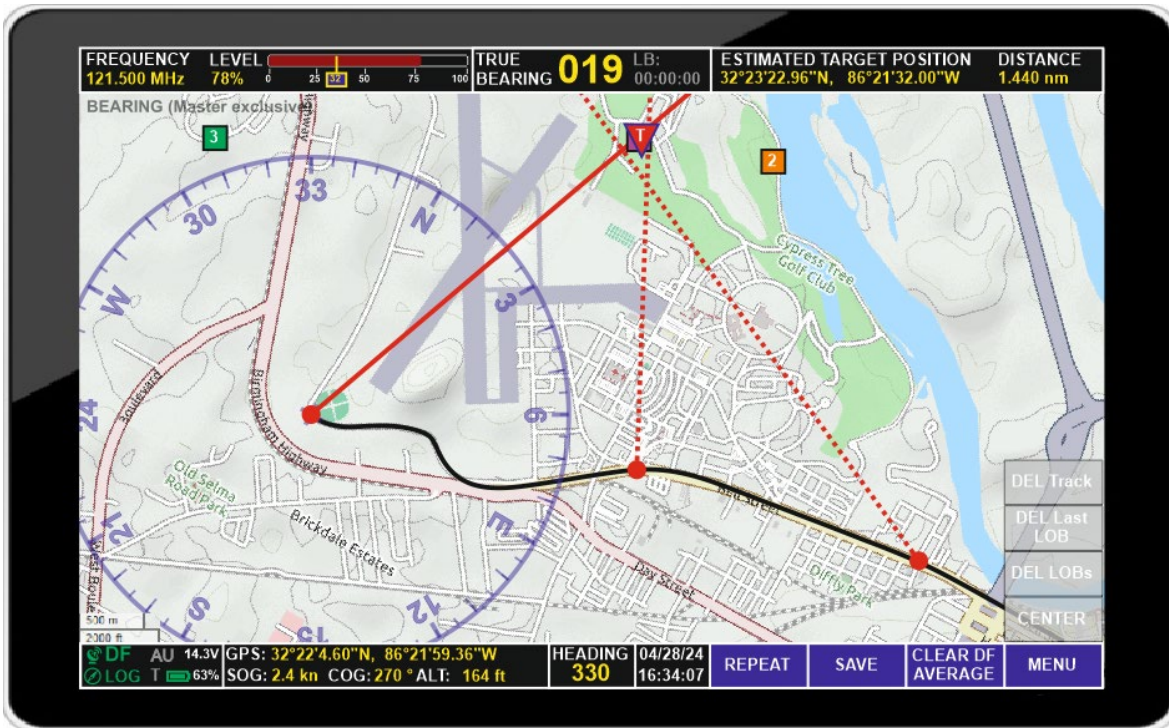 FREQUENCY LEVEL
121.500 MHz 78% 0 25 32 50 75 100
TRUE
BEARING 019
LB:
00:00:00
ESTIMATED TARGET POSITION DISTANCE
32°23'22.96"N, 86°21'32.00"W 1.440 nm
BEARING (Master exclusive)
3
T
2
33
30
N
W
3
24
6
21
E
S
12
15
Boulevard
Birmingham Highway
Cypress Tree
Golf Club
Old Selma
Road Park
Brickdale Estates
Bell Street
Day Street
Diffly Park
West Boule
500 m
2000 ft
DEL Track
DEL Last
LOB
DEL LOBs
CENTER
DF AU 14.3V
LOG T 63%
GPS: 32°22'4.60"N, 86°21'59.36"W
SOG: 2.4 kn COG: 270 ° ALT: 164 ft
HEADING
330
04/28/24
16:34:07
REPEAT
SAVE
CLEAR DF
AVERAGE
MENU